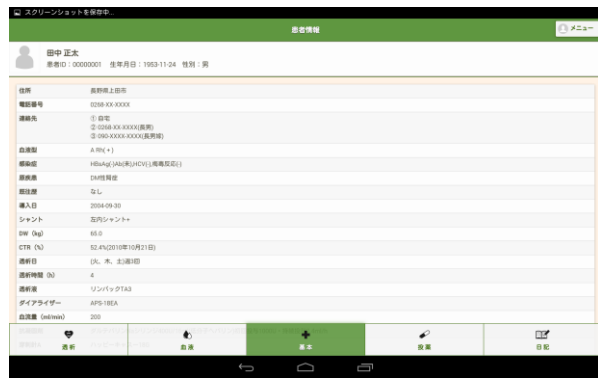 スクリーンショットを保存中...
患者情報
メニュー
田中 正太
患者ID：00000001 生年月日：1953-11-24 性別：男
住所 長野県上田市
電話番号 0268-XX-XXXX
連絡先 ① 自宅
② 0268-XX-XXXX(長男)
③ 090-XXXX-XXXX(長男嫁)
血液型 A Rh( + )
感染症 HBsAg(-)Ab(未),HCV(-),梅毒反応(-)
原疾患 DM性腎症
既往歴 なし
導入日 2004-09-30
シャント 左内シャント+
DW (kg) 65.0
CTR (%) 52.4%(2010年10月21日)
透析日 (火、木、土)週3回
透析時間 (h) 4
透析液 リンパックTA3
ダイアライザー APS-18EA
血流量 (ml/min) 200
透析 血液 基本 投薬 日記